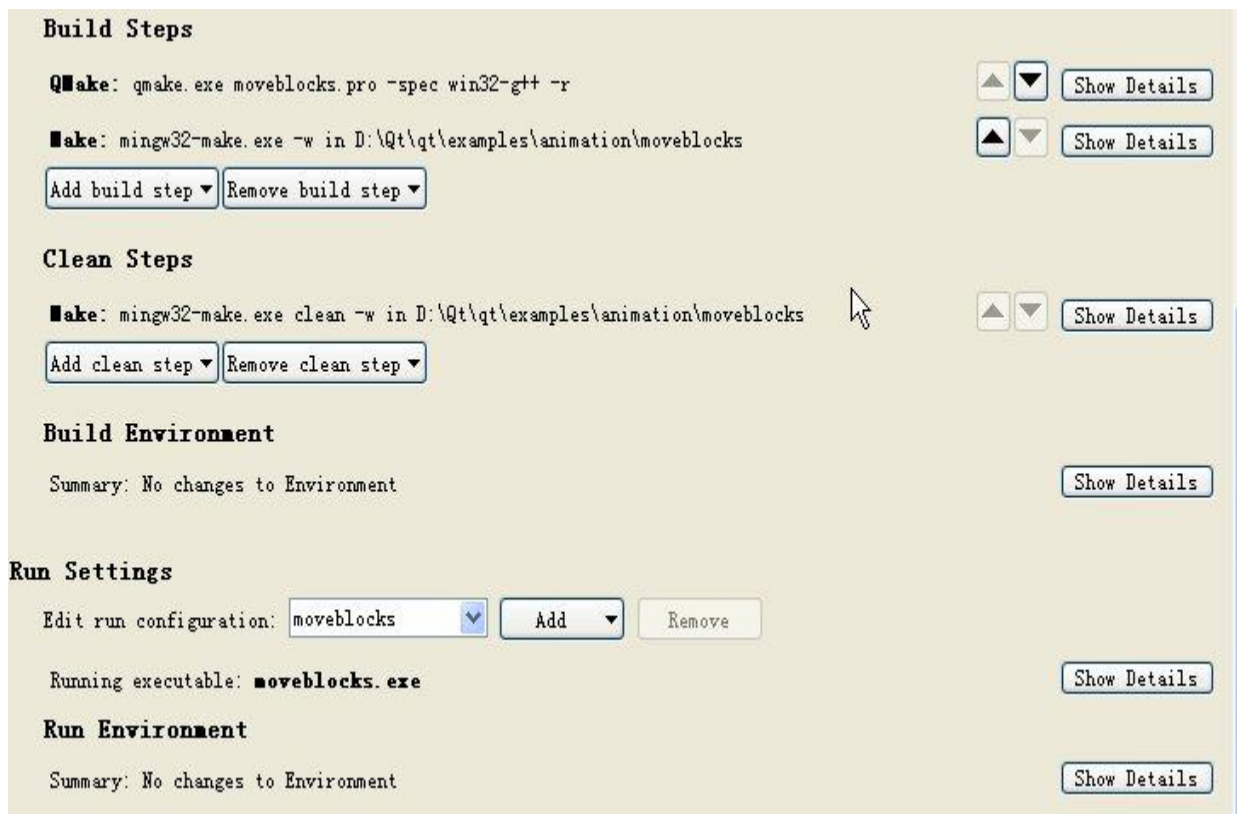 Build Steps
QMake: qmake.exe moveblocks.pro -spec win32-g++ -r
Show Details
Make: mingw32-make.exe -w in D:\Qt\qt\examples\animation\moveblocks
Show Details
Add build step Remove build step
Clean Steps
Make: mingw32-make.exe clean -w in D:\Qt\qt\examples\animation\moveblocks
Show Details
Add clean step Remove clean step
Build Environment
Summary: No changes to Environment
Show Details
Run Settings
Edit run configuration: moveblocks Add Remove
Running executable: moveblocks.exe
Show Details
Run Environment
Summary: No changes to Environment
Show Details